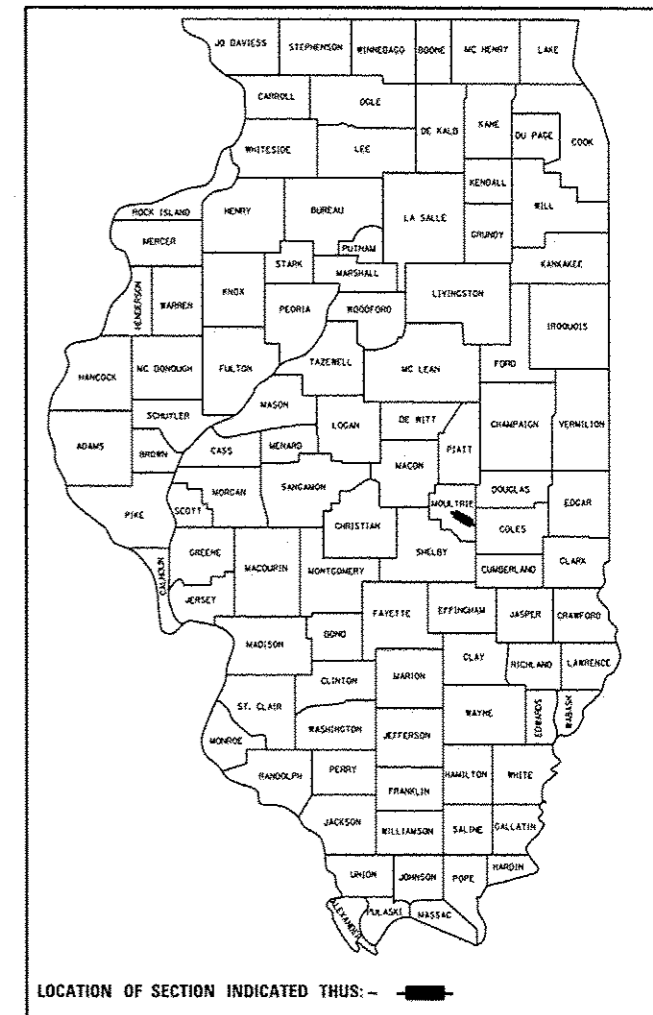 JO DAVIESS STEPHENSON WINNEBAGO BOONE MC HENRY LAKE
CARROLL OGLE DE KALB KANE DU PAGE COOK
WHITESIDE LEE KENDALL WILL
ROCK ISLAND HENRY BUREAU LA SALLE GRUNDY
MERCER PUTNAM KANKAKEE
STARK MARSHALL
HENDERSON WARREN KNOX PEORIA WOODFORD LIVINGSTON IROQUOIS
HANCOCK MC DONOUGH FULTON TAZEWELL MC LEAN FORD
MASON
SCHUYLER LOGAN DE WITT CHAMPAIGN VERMILION
ADAMS BROWN CASS MENARD PIATT
MACON
PIKE SCOTT MORGAN SANGAMON CHRISTIAN MOULTRIE DOUGLAS EDGAR
COLES
CALHOUN GREENE MACOUPIN MONTGOMERY SHELBY CUMBERLAND CLARK
JERSEY
FAYETTE EFFINGHAM JASPER CRAWFORD
MADISON BOND
CLAY RICHLAND LAWRENCE
CLINTON MARION
ST. CLAIR WAYNE EDWARDS WABASH
MONROE WASHINGTON JEFFERSON
RANDOLPH PERRY HAMILTON WHITE
FRANKLIN
JACKSON WILLIAMSON SALINE GALLATIN
UNION JOHNSON POPE HARDIN
ALEXANDER PULASKI MASSAC
LOCATION OF SECTION INDICATED THUS:-